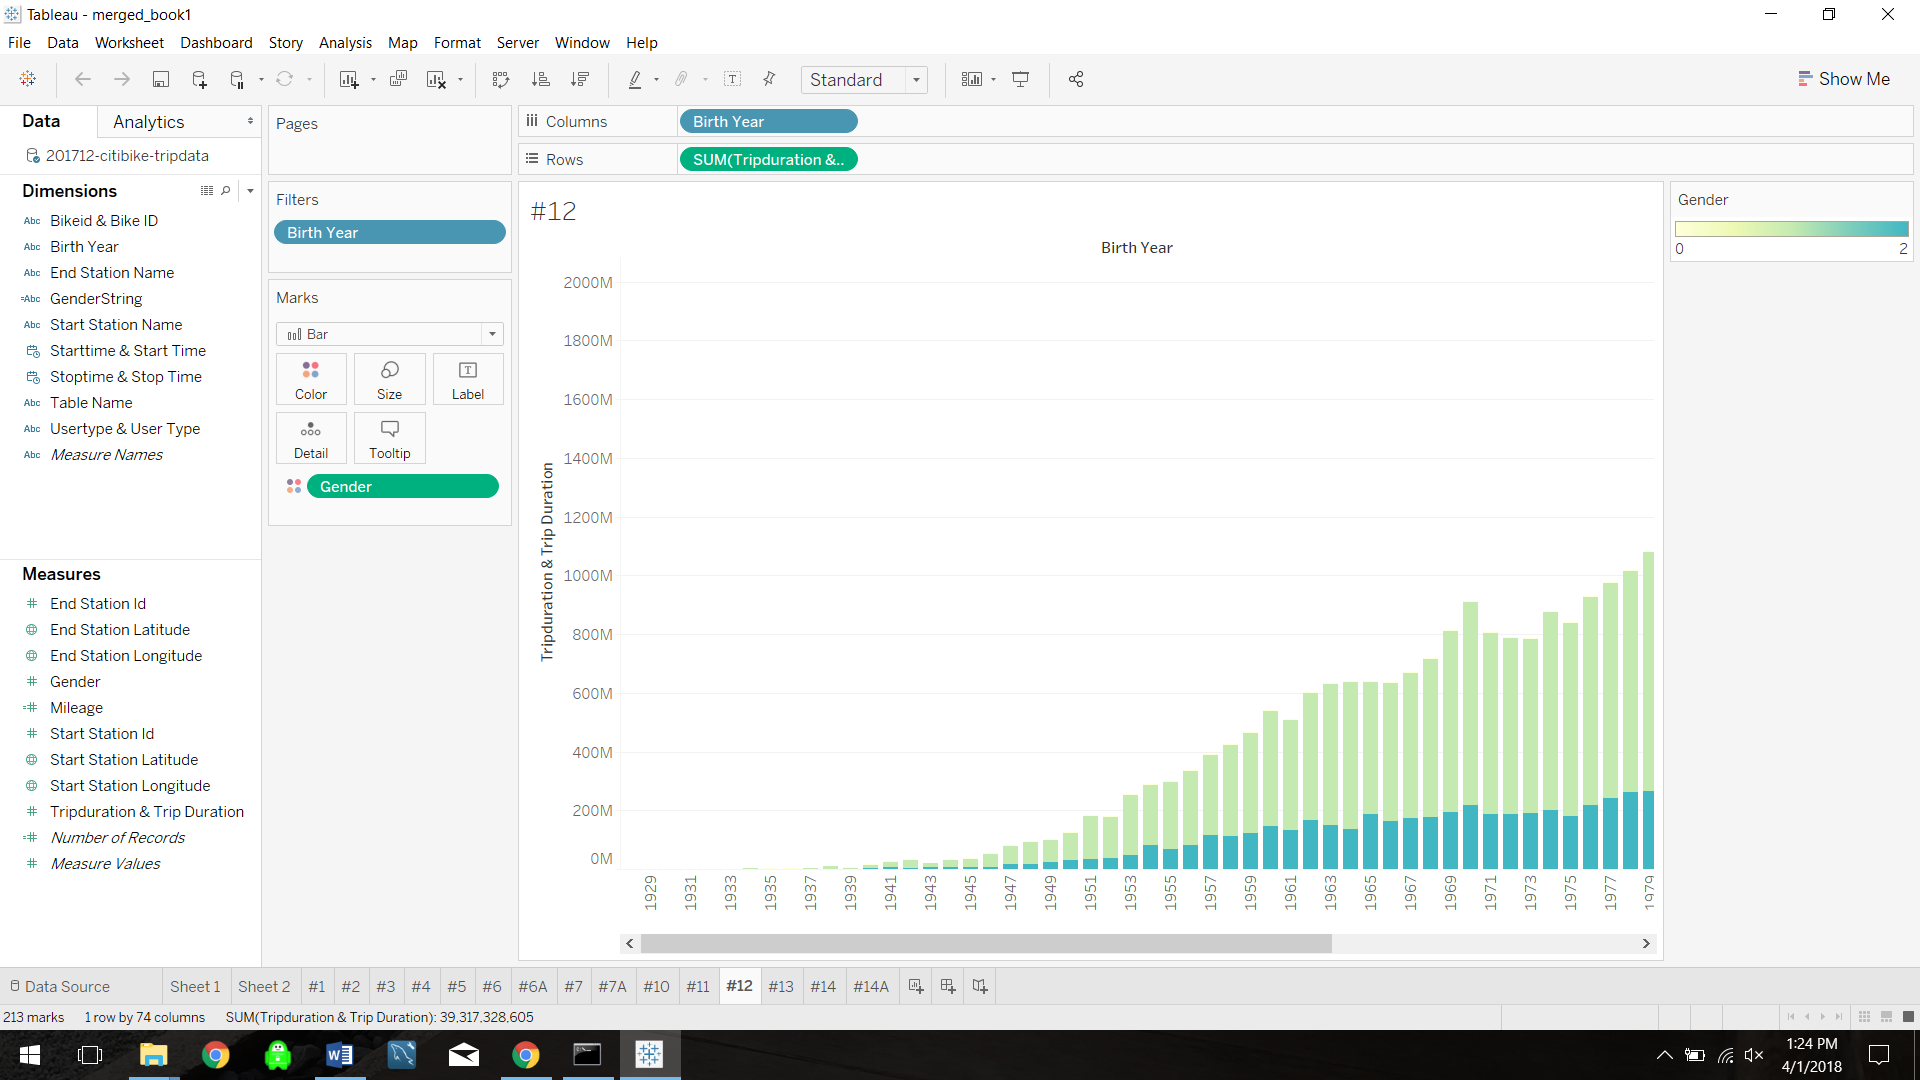 Tableau - merged_book1
File Data Worksheet Dashboard Story Analysis Map Format Server Window Help
Standard
Show Me
Data Analytics
201712-citibike-tripdata
Dimensions
Abc Bikeid & Bike ID
Abc Birth Year
Abc End Station Name
=Abc GenderString
Abc Start Station Name
Starttime & Start Time
Stoptime & Stop Time
Abc Table Name
Abc Usertype & User Type
Abc Measure Names
Measures
# End Station Id
End Station Latitude
End Station Longitude
# Gender
=# Mileage
# Start Station Id
Start Station Latitude
Start Station Longitude
# Tripduration & Trip Duration
=# Number of Records
# Measure Values
Pages
Filters
Birth Year
Marks
Bar
Color Size Label
Detail Tooltip
Gender
Columns Birth Year
Rows SUM(Tripduration &..
#12
Birth Year
Tripduration & Trip Duration
2000M
1800M
1600M
1400M
1200M
1000M
800M
600M
400M
200M
0M
1929 1931 1933 1935 1937 1939 1941 1943 1945 1947 1949 1951 1953 1955 1957 1959 1961 1963 1965 1967 1969 1971 1973 1975 1977 1979
Gender
0 2
Data Source Sheet 1 Sheet 2 #1 #2 #3 #4 #5 #6 #6A #7 #7A #10 #11 #12 #13 #14 #14A
213 marks 1 row by 74 columns SUM(Tripduration & Trip Duration): 39,317,328,605
1:24 PM
4/1/2018